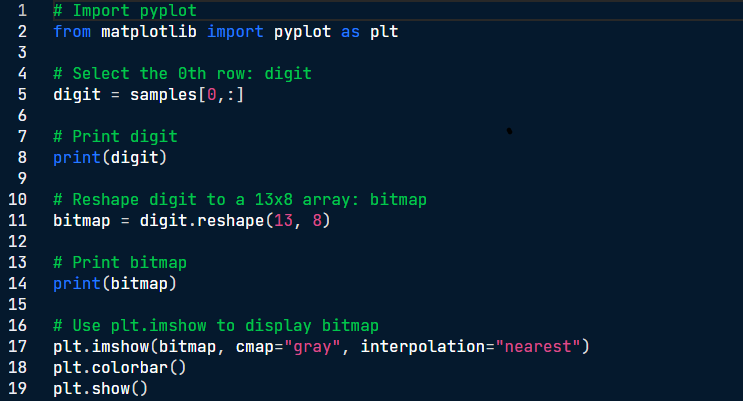 1 # Import pyplot
2 from matplotlib import pyplot as plt
3
4 # Select the 0th row: digit
5 digit = samples[0,:]
6
7 # Print digit
8 print(digit)
9
10 # Reshape digit to a 13x8 array: bitmap
11 bitmap = digit.reshape(13, 8)
12
13 # Print bitmap
14 print(bitmap)
15
16 # Use plt.imshow to display bitmap
17 plt.imshow(bitmap, cmap="gray", interpolation="nearest")
18 plt.colorbar()
19 plt.show()